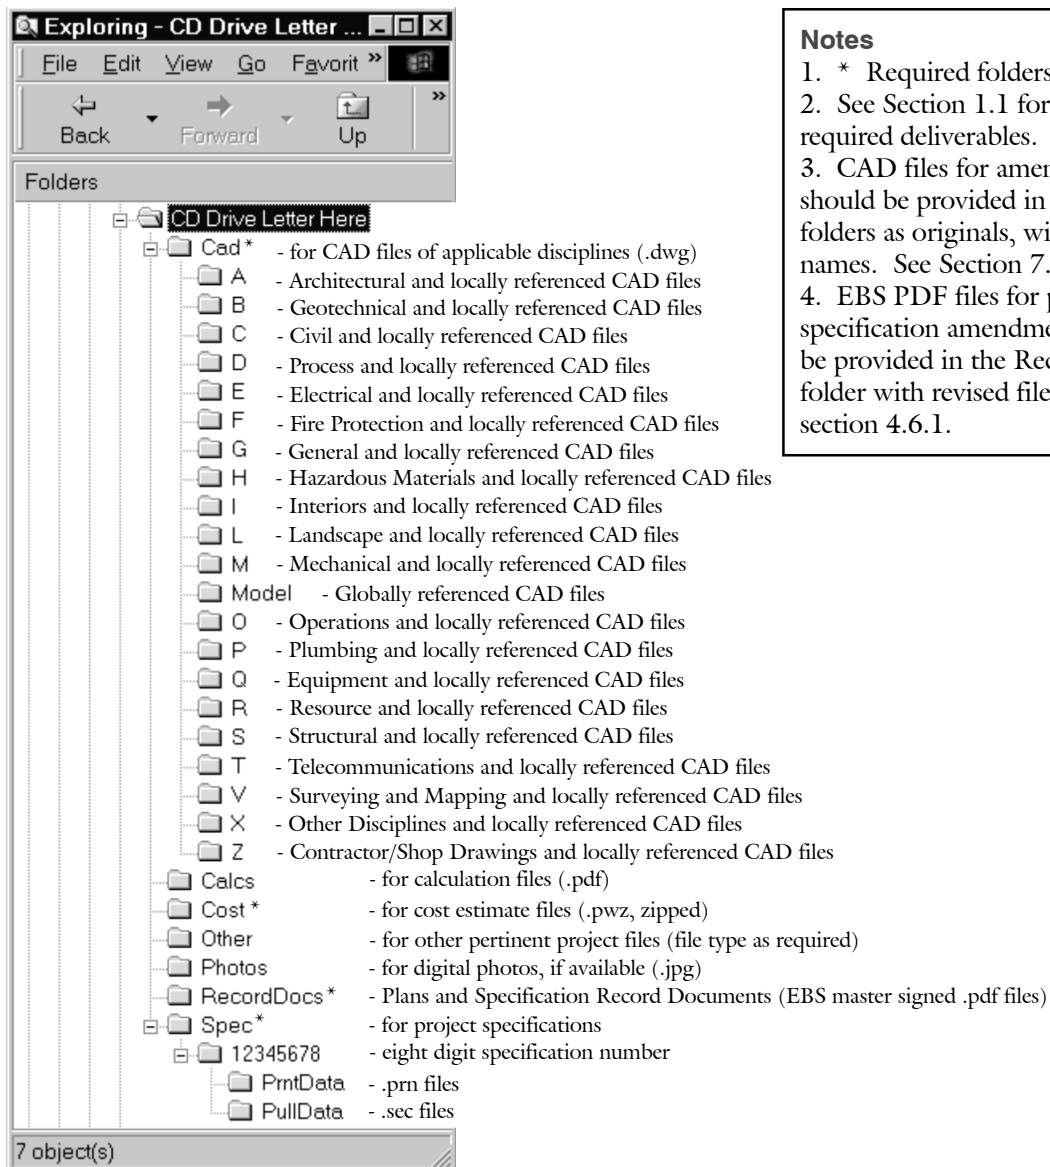 Exploring - CD Drive Letter ...
File Edit View Go Favorit »
Back Forward Up »
Folders
CD Drive Letter Here
Cad* - for CAD files of applicable disciplines (.dwg)
A - Architectural and locally referenced CAD files
B - Geotechnical and locally referenced CAD files
C - Civil and locally referenced CAD files
D - Process and locally referenced CAD files
E - Electrical and locally referenced CAD files
F - Fire Protection and locally referenced CAD files
G - General and locally referenced CAD files
H - Hazardous Materials and locally referenced CAD files
I - Interiors and locally referenced CAD files
L - Landscape and locally referenced CAD files
M - Mechanical and locally referenced CAD files
Model - Globally referenced CAD files
O - Operations and locally referenced CAD files
P - Plumbing and locally referenced CAD files
Q - Equipment and locally referenced CAD files
R - Resource and locally referenced CAD files
S - Structural and locally referenced CAD files
T - Telecommunications and locally referenced CAD files
V - Surveying and Mapping and locally referenced CAD files
X - Other Disciplines and locally referenced CAD files
Z - Contractor/Shop Drawings and locally referenced CAD files
Calcs - for calculation files (.pdf)
Cost * - for cost estimate files (.pwz, zipped)
Other - for other pertinent project files (file type as required)
Photos - for digital photos, if available (.jpg)
RecordDocs* - Plans and Specification Record Documents (EBS master signed .pdf files)
Spec* - for project specifications
12345678 - eight digit specification number
PrntData - .prn files
PullData - .sec files
7 object(s)
Notes
1. * Required folders
2. See Section 1.1 for
required deliverables.
3. CAD files for amen
should be provided in
folders as originals, wi
names. See Section 7.
4. EBS PDF files for p
specification amendme
be provided in the Rec
folder with revised file
section 4.6.1.